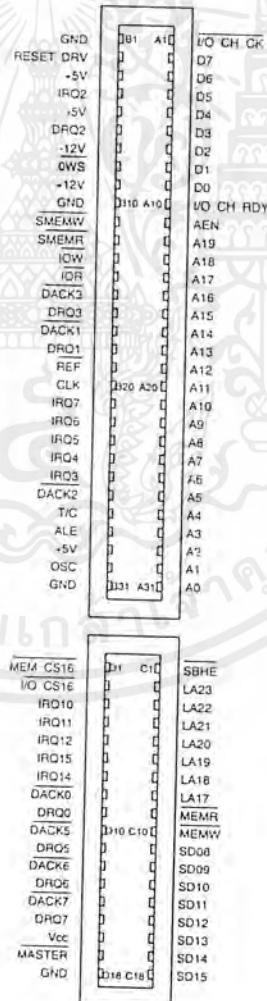 GND B1 A1 I/O CH CK
RESET DRV D7
+5V D6
IRQ2 D5
-5V D4
DRQ2 D3
-12V D2
0WS D1
+12V D0
GND B10 A10 I/O CH RDY
SMEMW AEN
SMEMR A19
IOW A18
IOR A17
DACK3 A16
DRQ3 A15
DACK1 A14
DRQ1 A13
REF A12
CLK B20 A20 A11
IRQ7 A10
IRQ6 A9
IRQ5 A8
IRQ4 A7
IRQ3 A6
DACK2 A5
T/C A4
ALE A3
+5V A2
OSC A1
GND B31 A31 A0
MEM CS16 D1 C1 SBHE
I/O CS16 LA23
IRQ10 LA22
IRQ11 LA21
IRQ12 LA20
IRQ15 LA19
IRQ14 LA18
DACK0 LA17
DRQ0 MEMR
DACK5 D10 C10 MEMW
DRQ5 SD08
DACK6 SD09
DRQ6 SD10
DACK7 SD11
DRQ7 SD12
Vcc SD13
MASTER SD14
GND D18 C18 SD15